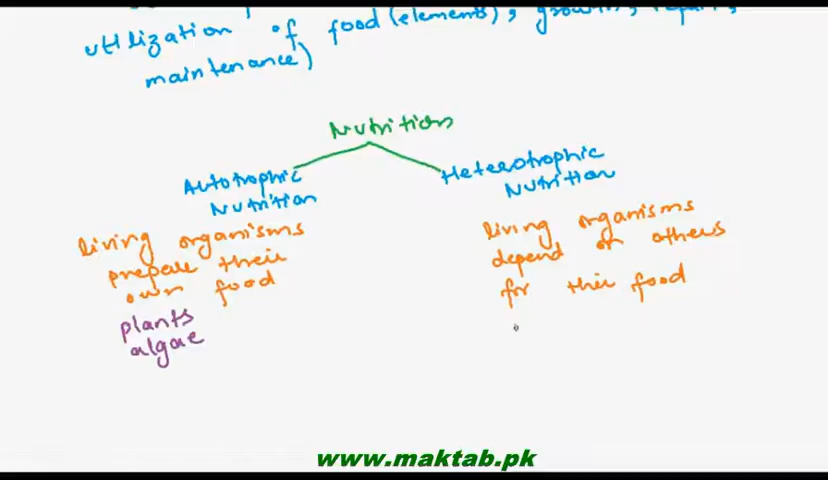 utilization of food (elements), growth, repair,
maintenance)
Nutrition
Autotrophic
Nutrition
living organisms
prepare their
own food
plants
algae
Heterotrophic
Nutrition
living organisms
depend on others
for their food
www.maktab.pk